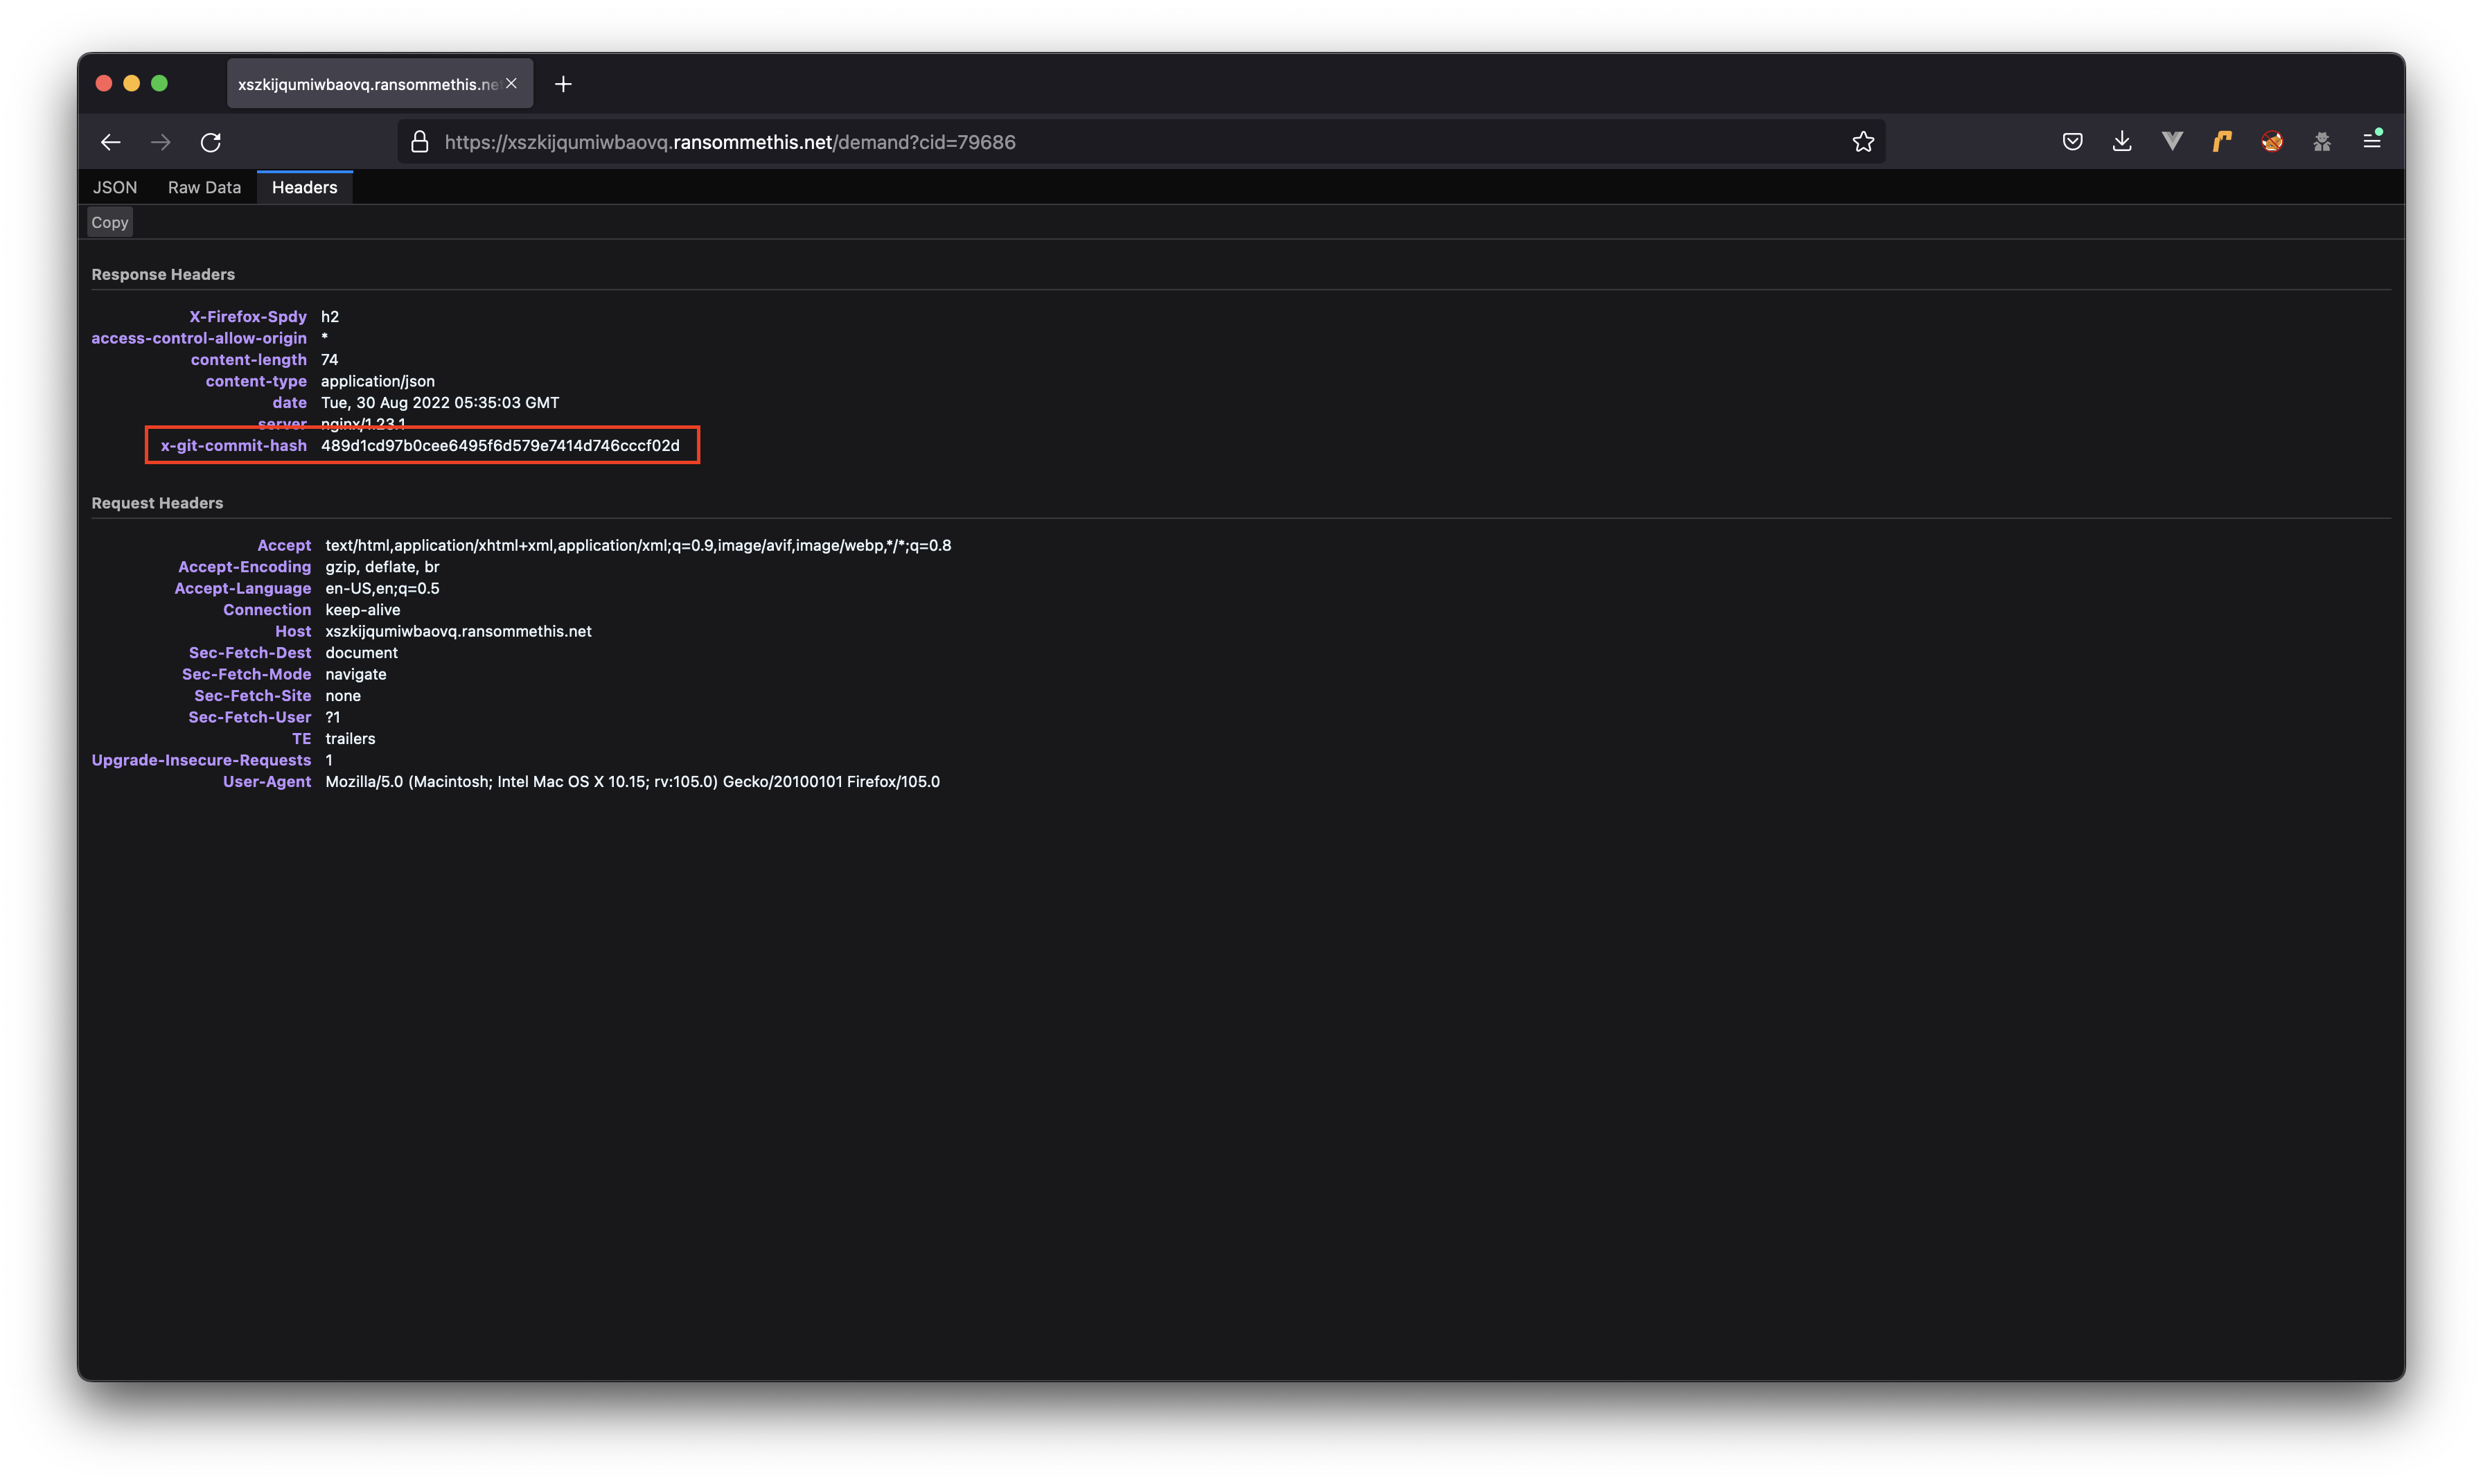 xszkijqumiwbaovq.ransommethis.ne
https://xszkijqumiwbaovq.ransommethis.net/demand?cid=79686
JSON Raw Data Headers
Copy
Response Headers
X-Firefox-Spdy h2
access-control-allow-origin *
content-length 74
content-type application/json
date Tue, 30 Aug 2022 05:35:03 GMT
server nginx/1.23.1
x-git-commit-hash 489d1cd97b0cee6495f6d579e7414d746cccf02d
Request Headers
Accept text/html,application/xhtml+xml,application/xml;q=0.9,image/avif,image/webp,*/*;q=0.8
Accept-Encoding gzip, deflate, br
Accept-Language en-US,en;q=0.5
Connection keep-alive
Host xszkijqumiwbaovq.ransommethis.net
Sec-Fetch-Dest document
Sec-Fetch-Mode navigate
Sec-Fetch-Site none
Sec-Fetch-User ?1
TE trailers
Upgrade-Insecure-Requests 1
User-Agent Mozilla/5.0 (Macintosh; Intel Mac OS X 10.15; rv:105.0) Gecko/20100101 Firefox/105.0